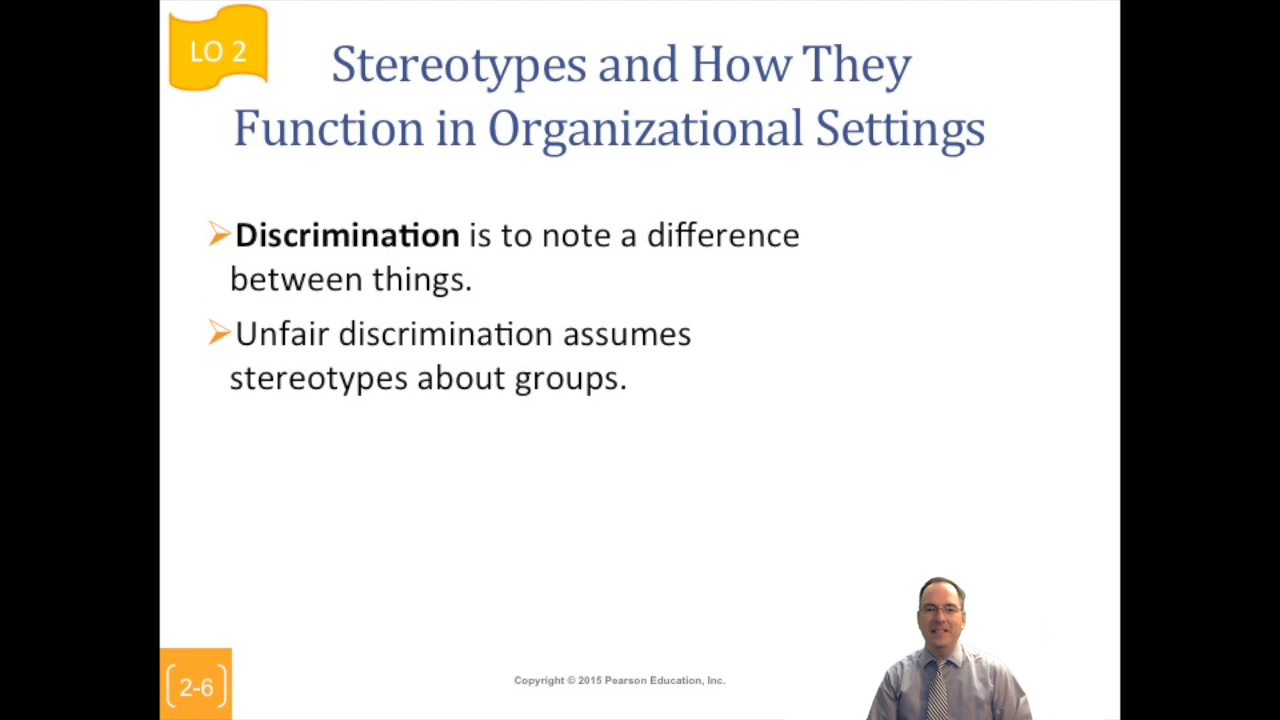 LO 2
Stereotypes and How They
Function in Organizational Settings
Discrimination is to note a difference
between things.
Unfair discrimination assumes
stereotypes about groups.
2-6
Copyright © 2015 Pearson Education, Inc.